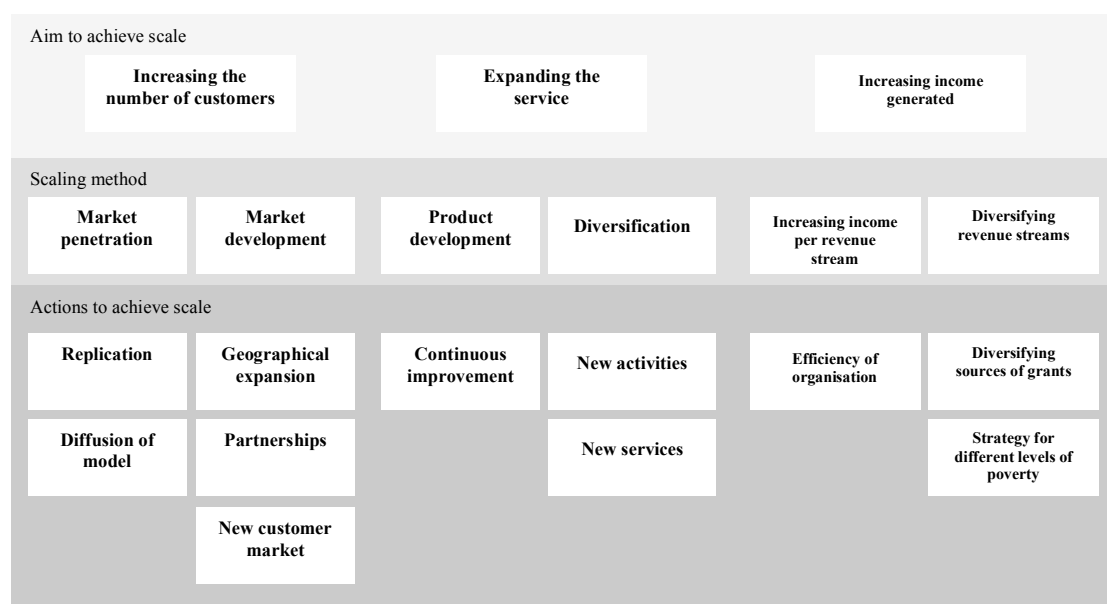 Aim to achieve scale
Increasing the
number of customers
Expanding the
service
Increasing income
generated
Scaling method
Market
penetration
Market
development
Product
development
Diversification
Increasing income
per revenue
stream
Diversifying
revenue streams
Actions to achieve scale
Replication
Geographical
expansion
Continuous
improvement
New activities
Efficiency of
organisation
Diversifying
sources of grants
Diffusion of
model
Partnerships
New services
Strategy for
different levels of
poverty
New customer
market